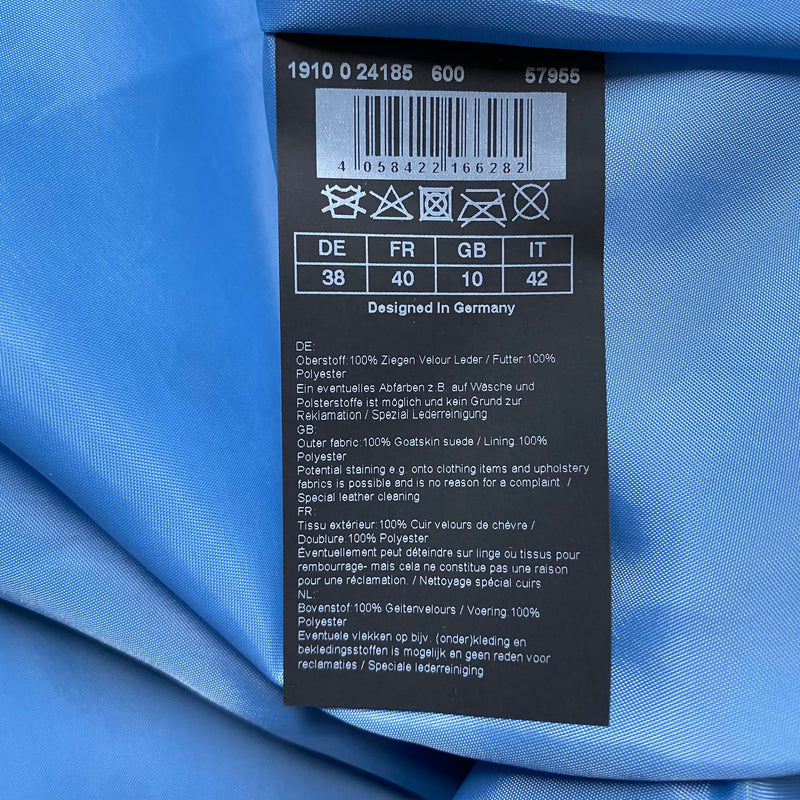 1910 0 24185 600 57955
4 058422 166282
DE FR GB IT
38 40 10 42
Designed In Germany
DE:
Oberstoff:100% Ziegen Velour Leder / Futter:100%
Polyester
Ein eventuelles Abfärben z.B. auf Wäsche und
Polsterstoffe ist möglich und kein Grund zur
Reklamation / Spezial Lederreinigung
GB:
Outer fabric:100% Goatskin suede / Lining:100%
Polyester
Potential staining e.g. onto clothing items and upholstery
fabrics is possible and is no reason for a complaint. /
Special leather cleaning
FR:
Tissu extérieur:100% Cuir velours de chèvre /
Doublure:100% Polyester
Éventuellement peut déteindre sur linge où tissus pour
rembourrage- mais cela ne constitue pas une raison
pour une réclamation. / Nettoyage spécial cuirs
NL:
Bovenstof:100% Geitenvelours / Voering:100%
Polyester
Eventuele vlekken op bijv. (onder)kleding en
bekledingsstoffen is mogelijk en geen reden voor
reclamaties / Speciale lederreiniging